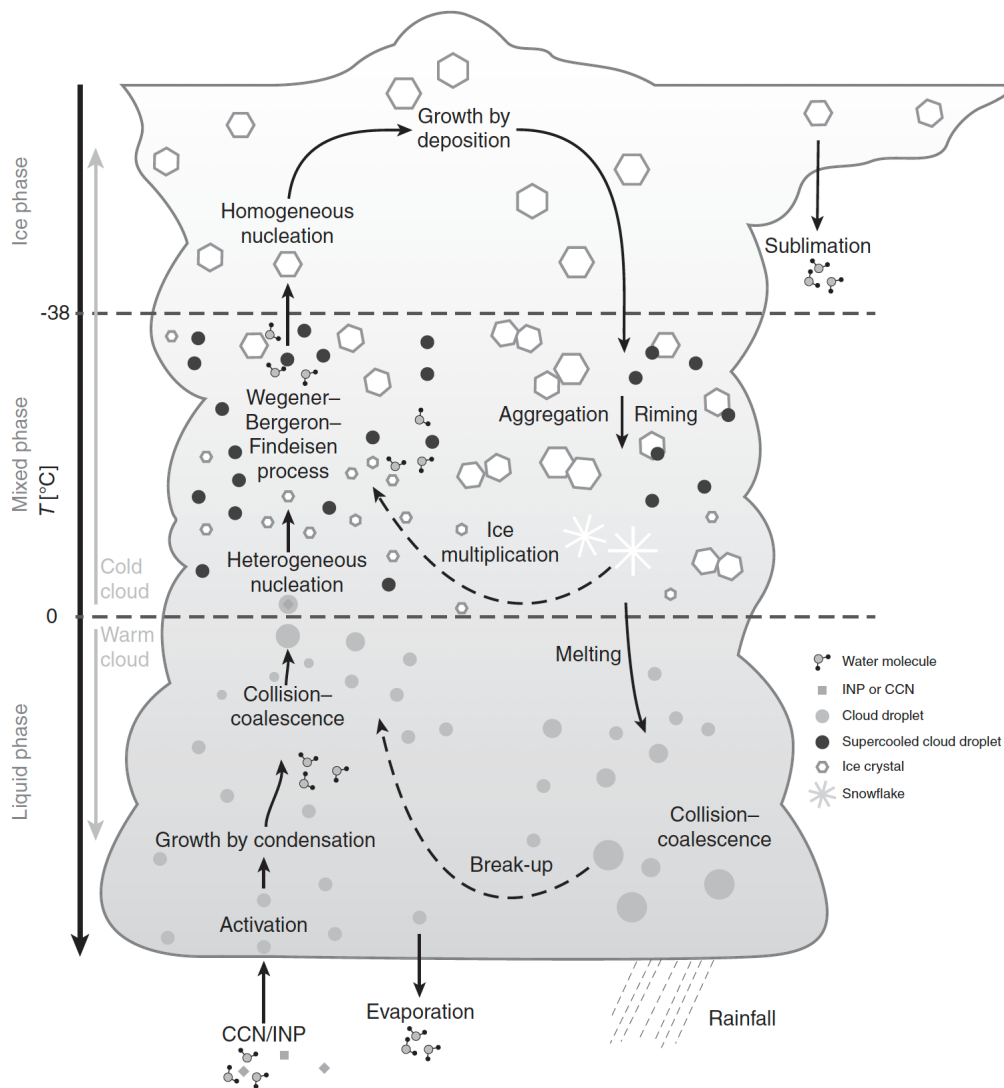 Growth by
deposition
Ice phase
Homogeneous
nucleation
Sublimation
-38
Wegener–
Bergeron–
Findeisen
process
Aggregation
Riming
Mixed phase
T [°C]
Ice
multiplication
Heterogeneous
nucleation
Cold
cloud
0
Warm
cloud
Melting
Collision–
coalescence
Liquid phase
Water molecule
INP or CCN
Cloud droplet
Supercooled cloud droplet
Ice crystal
Snowflake
Growth by condensation
Collision–
coalescence
Break-up
Activation
Evaporation
Rainfall
CCN/INP